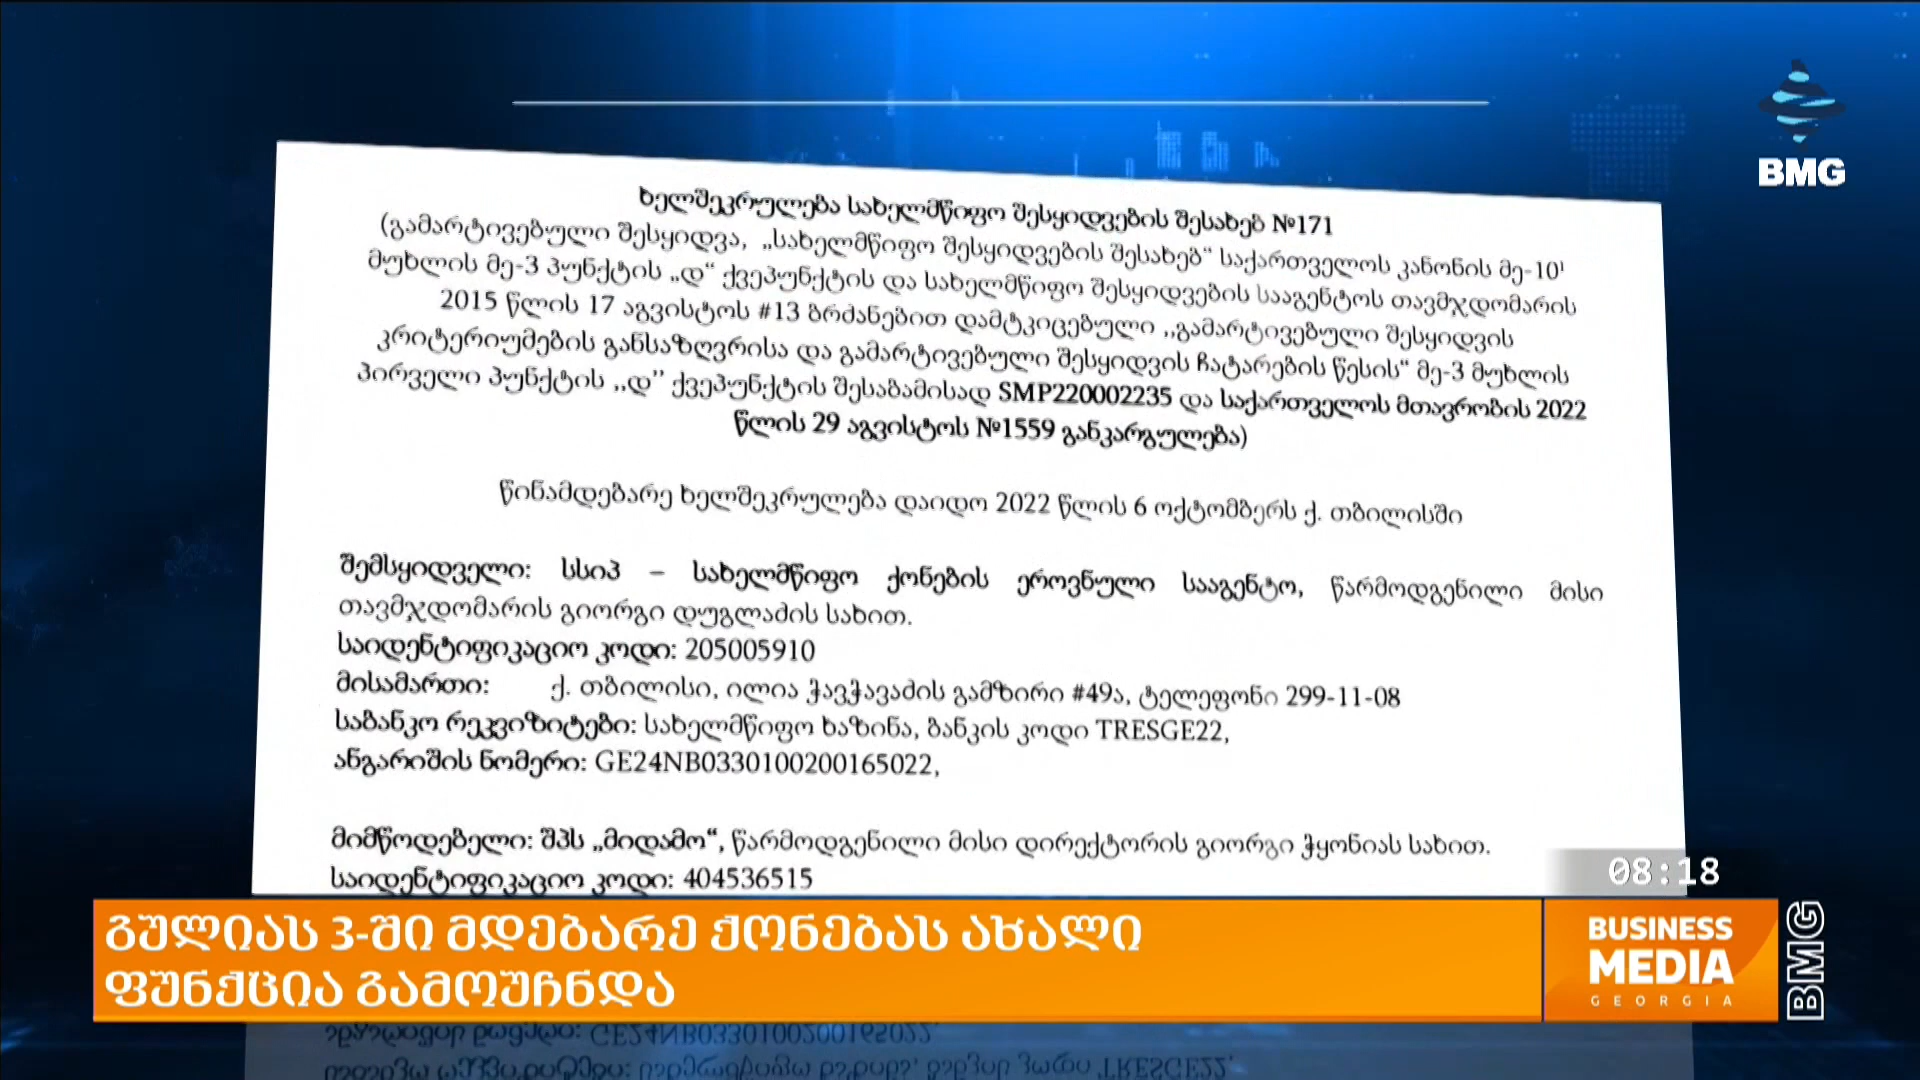 BMG
ხელშეკრულება სახელმწიფო შესყიდვების შესახებ №171
(გამარტივებული შესყიდვა, „სახელმწიფო შესყიდვების შესახებ“ საქართველოს კანონის მე-10¹
მუხლის მე-3 პუნქტის „დ“ ქვეპუნქტის და სახელმწიფო შესყიდვების სააგენტოს თავმჯდომარის
2015 წლის 17 აგვისტოს #13 ბრძანებით დამტკიცებული ,,გამარტივებული შესყიდვის
კრიტერიუმების განსაზღვრისა და გამარტივებული შესყიდვის ჩატარების წესის“ მე-3 მუხლის
პირველი პუნქტის ,,დ’’ ქვეპუნქტის შესაბამისად SMP220002235 და საქართველოს მთავრობის 2022
წლის 29 აგვისტოს №1559 განკარგულება)
წინამდებარე ხელშეკრულება დაიდო 2022 წლის 6 ოქტომბერს ქ. თბილისში
შემსყიდველი: სსიპ – სახელმწიფო ქონების ეროვნული სააგენტო, წარმოდგენილი მისი
თავმჯდომარის გიორგი დუგლაძის სახით.
საიდენტიფიკაციო კოდი: 205005910
მისამართი: ქ. თბილისი, ილია ჭავჭავაძის გამზირი #49ა, ტელეფონი 299-11-08
საბანკო რეკვიზიტები: სახელმწიფო ხაზინა, ბანკის კოდი TRESGE22,
ანგარიშის ნომერი: GE24NB0330100200165022,
მიმწოდებელი: შპს „მიდამო“, წარმოდგენილი მისი დირექტორის გიორგი ჭყონიას სახით.
საიდენტიფიკაციო კოდი: 404536515
08:18
გულიას 3-ში მდებარე ქონებას ახალი
ფუნქცია გამოუჩნდა
BUSINESS
MEDIA
GEORGIA
BMG